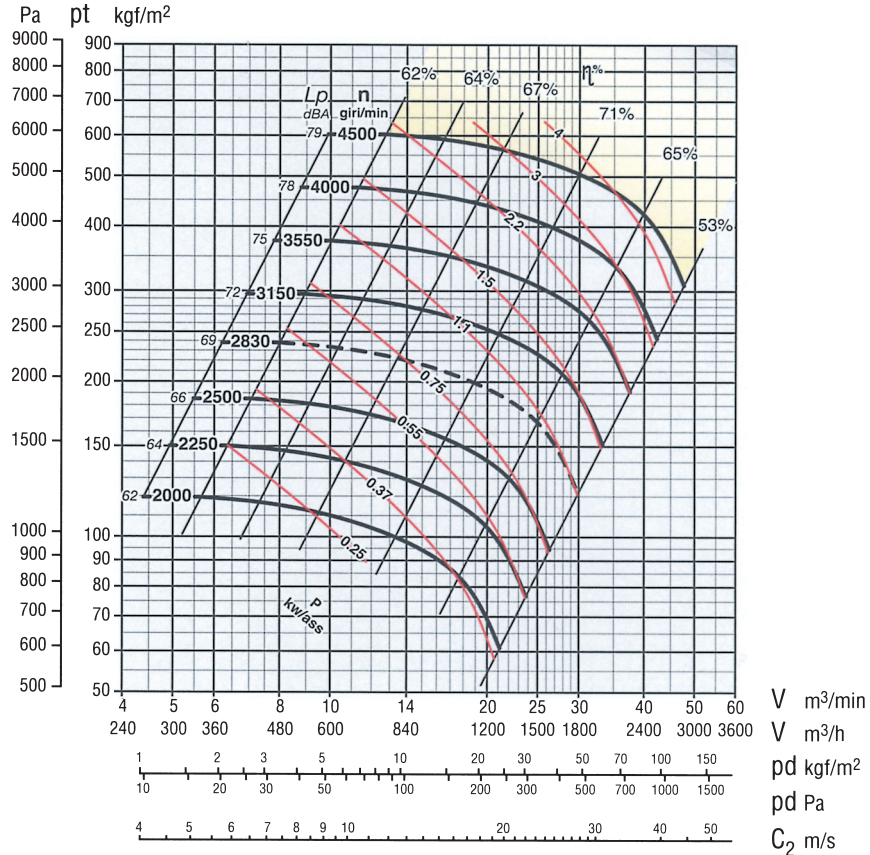 Pa pt kgf/m²
9000 900
8000 800
7000 700
6000 600
5000 500
4000 400
3000 300
2500 250
2000 200
1500 150
1000 100
900 90
800 80
700 70
600 60
500 50
62% 64% 67% 71% 65% 53%
η%
Lp n
dBA giri/min
79 4500
78 4000
75 3550
72 3150
69 2830
66 2500
64 2250
62 2000
4
3
2.2
1.5
1.1
0.75
0.55
0.37
0.25
P
kw/ass
4 5 6 8 10 14 20 25 30 40 50 60 V m³/min
240 300 360 480 600 840 1200 1500 1800 2400 3000 3600 V m³/h
1 2 3 5 10 20 30 50 70 100 150 pd kgf/m²
10 20 30 50 100 200 300 500 700 1000 1500 pd Pa
4 5 6 7 8 9 10 20 30 40 50 C₂ m/s